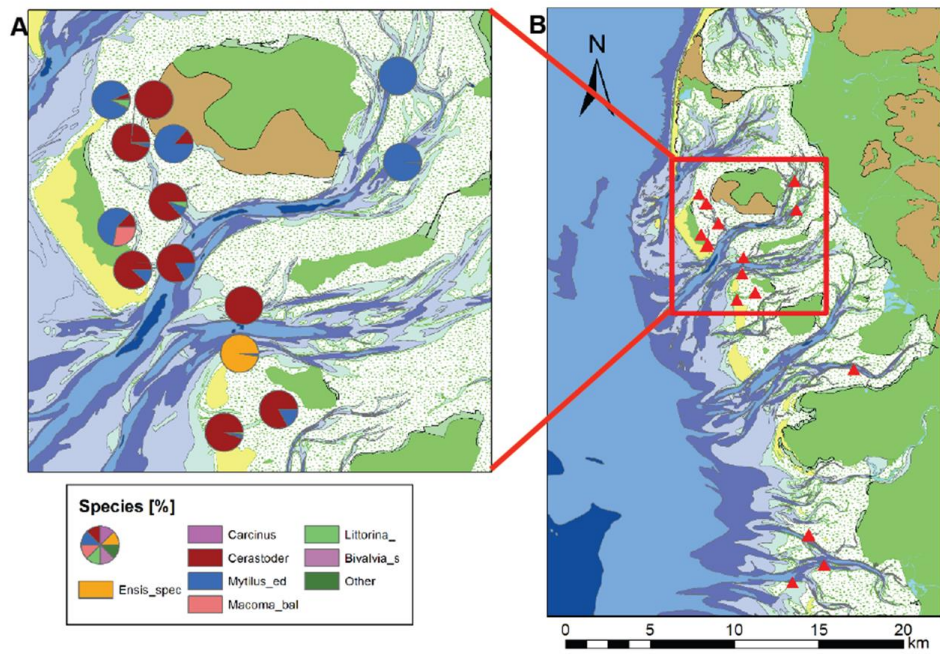 A
B
N
Species [%]
Carcinus
Cerastoder
Mytilus_ed
Macoma_bal
Littorina_
Bivalvia_s
Other
Ensis_spec
0 5 10 15 20
km